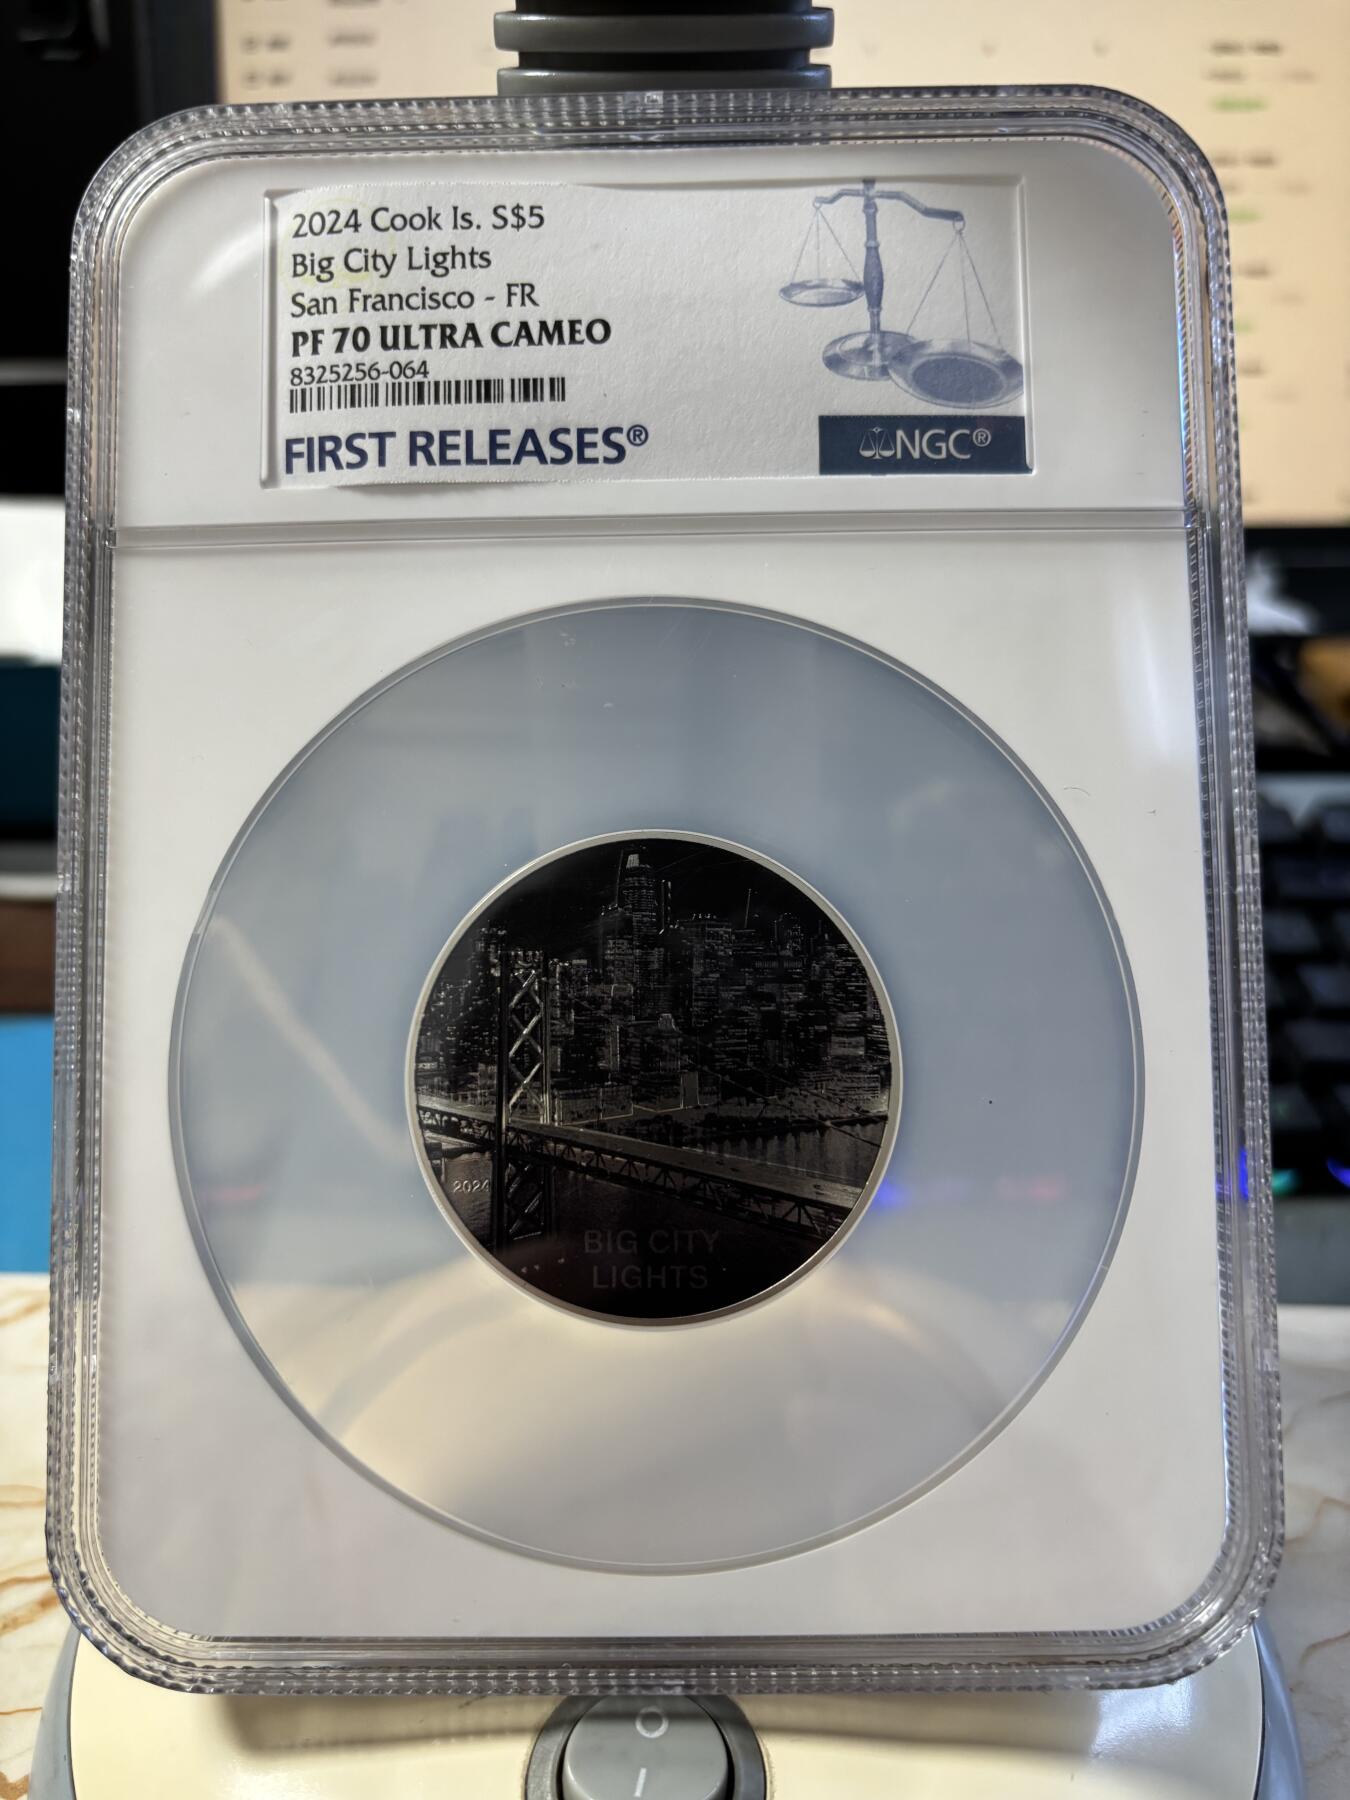 2024 Cook Is. S$5
Big City Lights
San Francisco - FR
PF 70 ULTRA CAMEO
8325256-064
FIRST RELEASES®
NGC®
2024
BIG CITY
LIGHTS